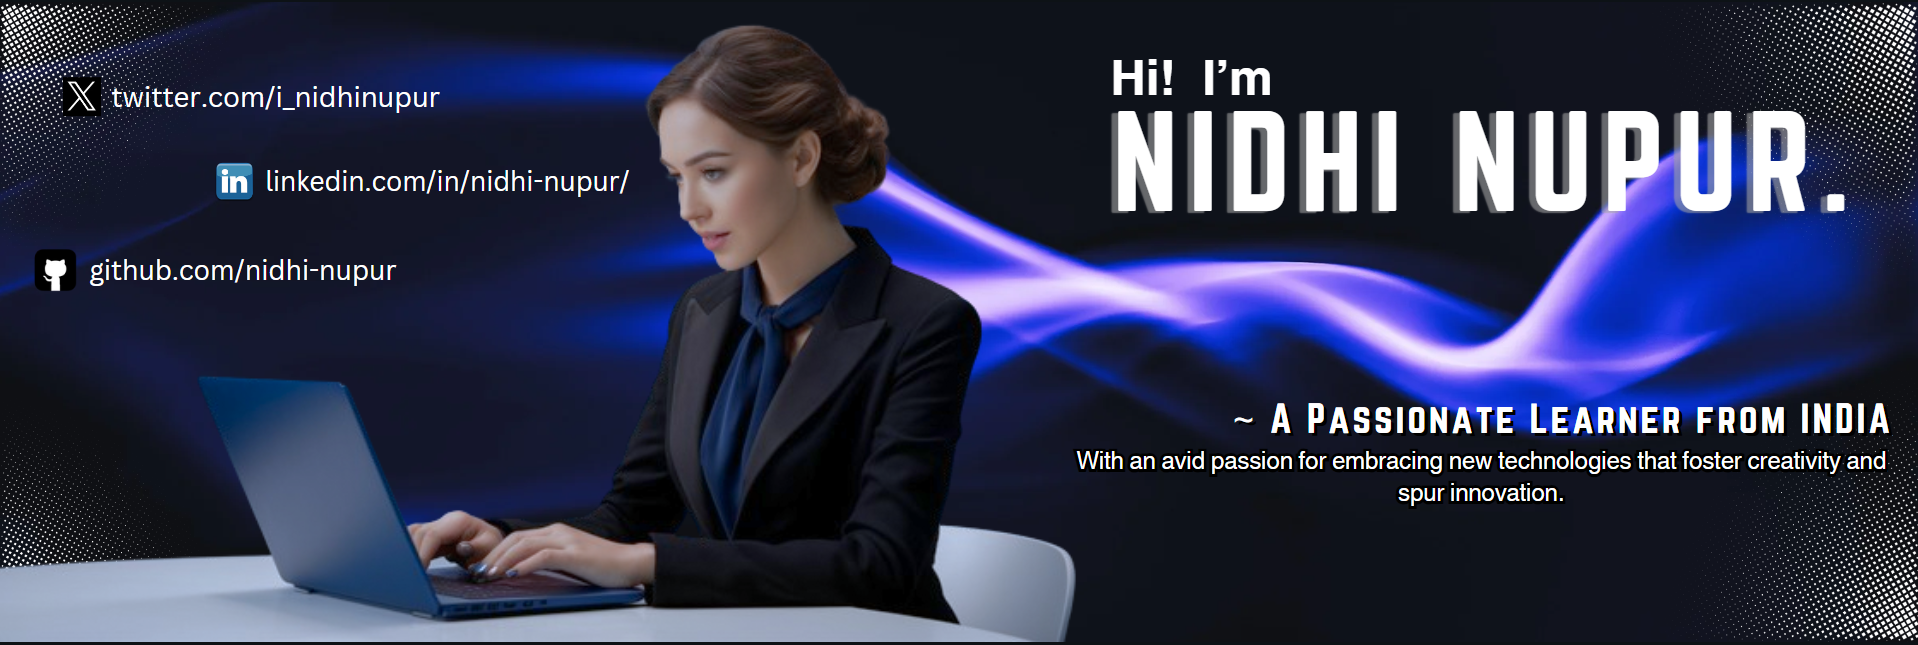 twitter.com/i_nidhinupur
linkedin.com/in/nidhi-nupur/
github.com/nidhi-nupur
Hi! I’m
NIDHI NUPUR.
~ A Passionate Learner from INDIA
With an avid passion for embracing new technologies that foster creativity and
spur innovation.